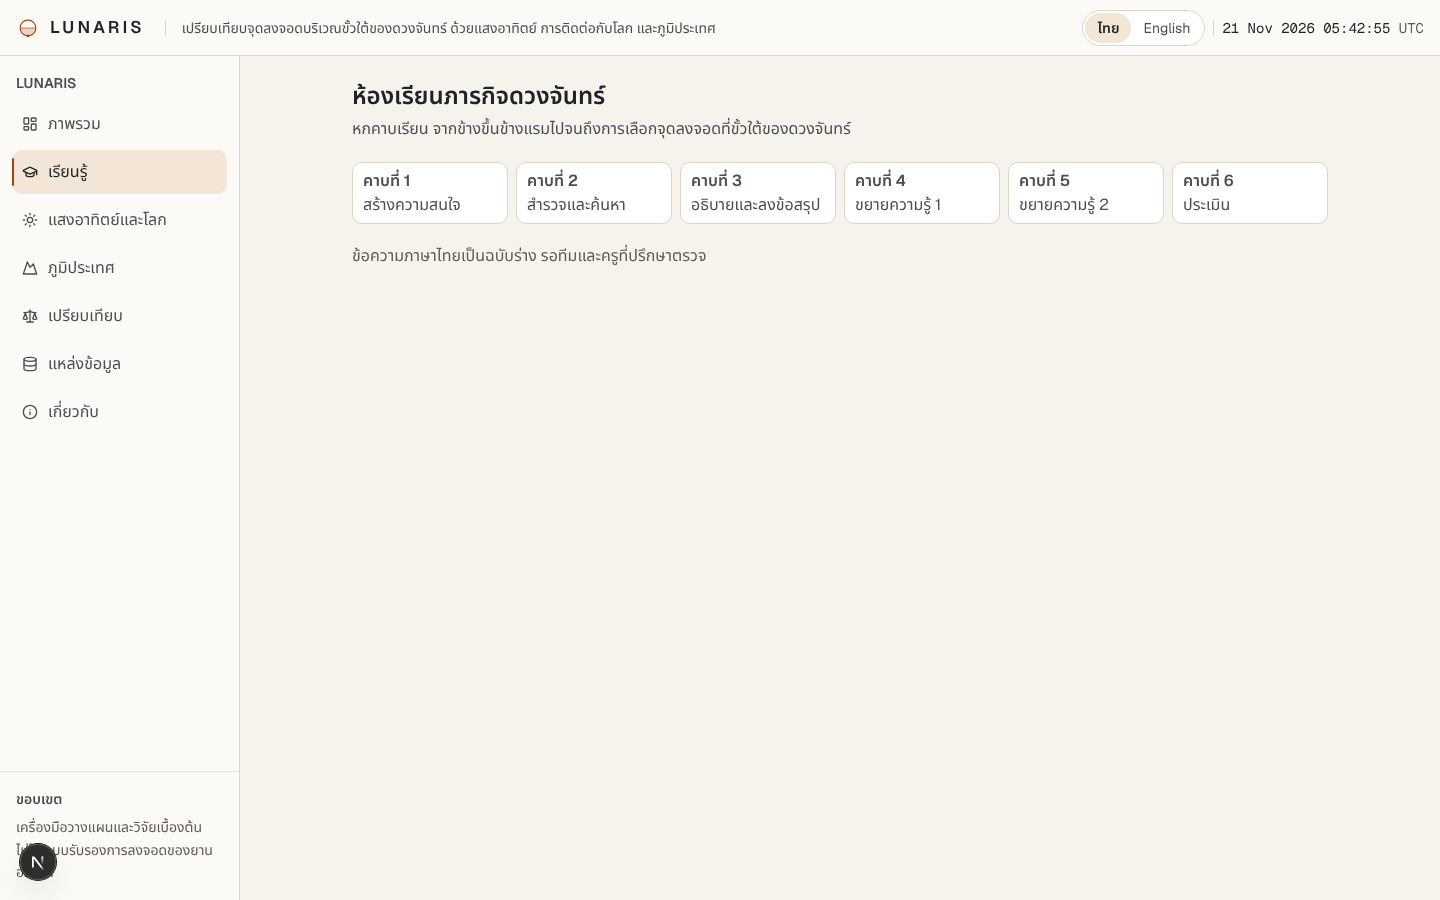 LUNARIS
เปรียบเทียบจุดลงจอดบริเวณขั้วใต้ของดวงจันทร์ ด้วยแสงอาทิตย์ การติดต่อกับโลก และภูมิประเทศ
ไทย English
21 Nov 2026 05:42:55 UTC
LUNARIS
ภาพรวม
เรียนรู้
แสงอาทิตย์และโลก
ภูมิประเทศ
เปรียบเทียบ
แหล่งข้อมูล
เกี่ยวกับ
ขอบเขต
เครื่องมือวางแผนและวิจัยเบื้องต้น
รับรองการลงจอดของยาน
N
ห้องเรียนภารกิจดวงจันทร์
หกคาบเรียน จากข้างขึ้นข้างแรมไปจนถึงการเลือกจุดลงจอดที่ขั้วใต้ของดวงจันทร์
คาบที่ 1
สร้างความสนใจ
คาบที่ 2
สำรวจและค้นหา
คาบที่ 3
อธิบายและลงข้อสรุป
คาบที่ 4
ขยายความรู้ 1
คาบที่ 5
ขยายความรู้ 2
คาบที่ 6
ประเมิน
ข้อความภาษาไทยเป็นฉบับร่าง รอทีมและครูที่ปรึกษาตรวจ